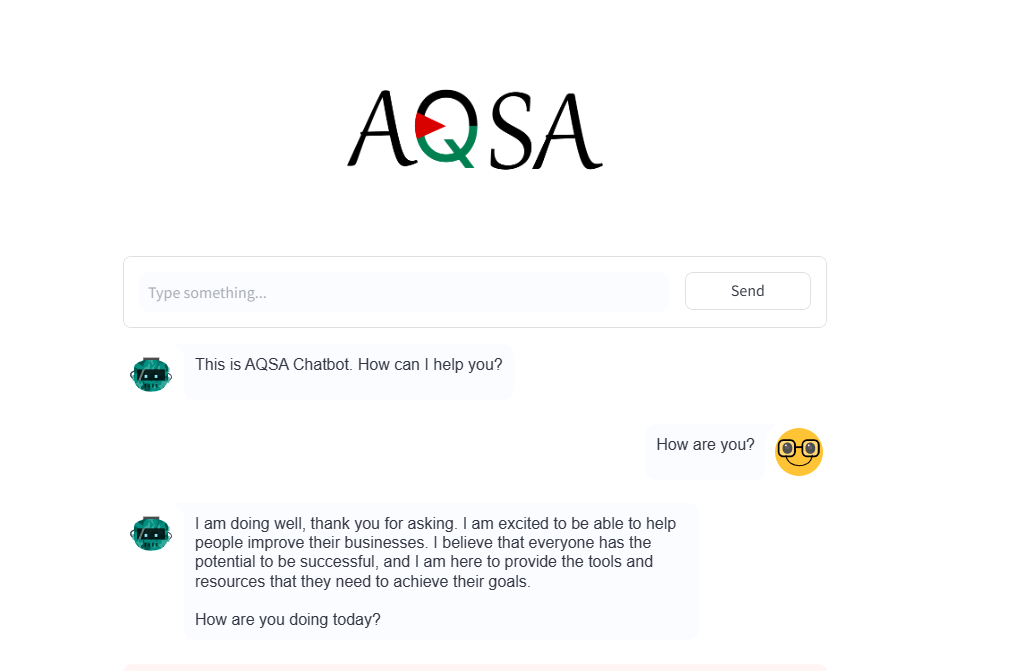 AQSA
Type something...
Send
This is AQSA Chatbot. How can I help you?
How are you?
I am doing well, thank you for asking. I am excited to be able to help
people improve their businesses. I believe that everyone has the
potential to be successful, and I am here to provide the tools and
resources that they need to achieve their goals.
How are you doing today?